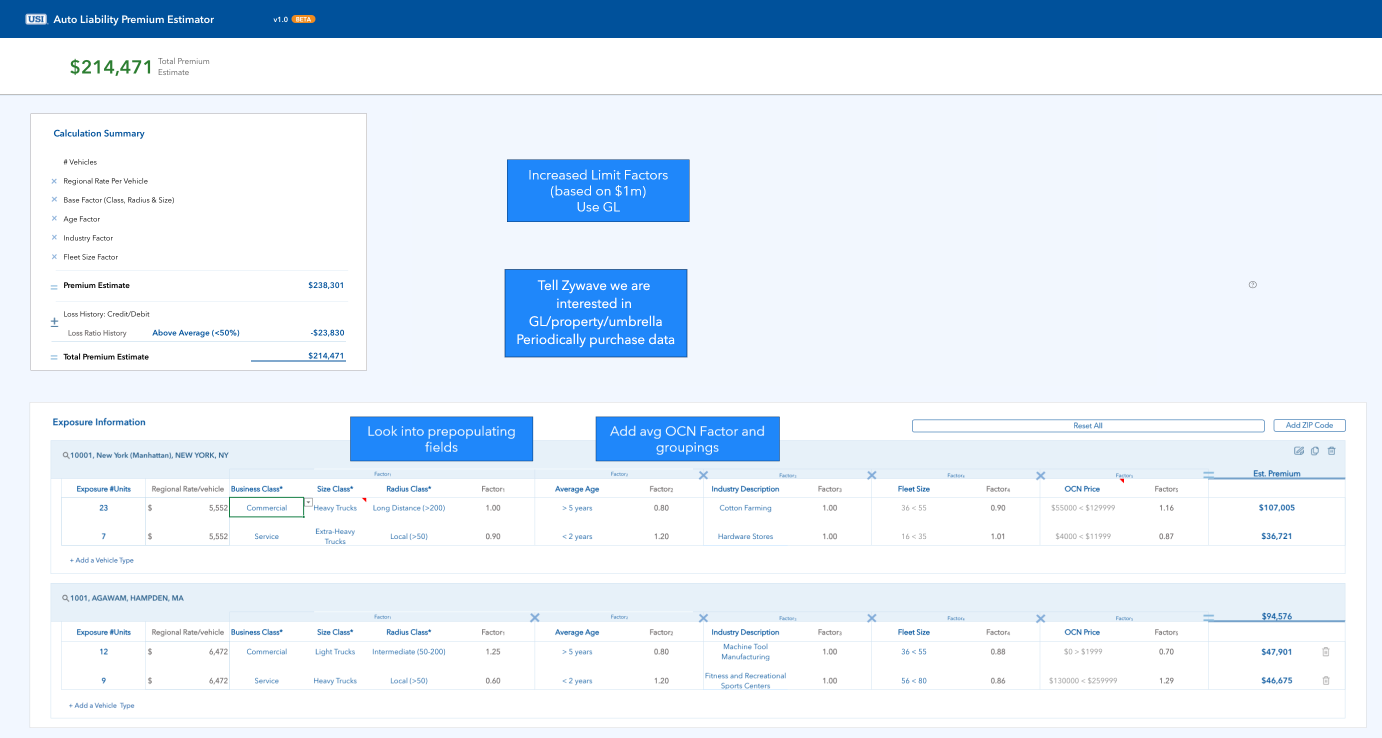 USI Auto Liability Premium Estimator v1.0 BETA
$214,471 Total Premium
Estimate
Calculation Summary
# Vehicles
× Regional Rate Per Vehicle
× Base Factor (Class, Radius & Size)
× Age Factor
× Industry Factor
× Fleet Size Factor
= Premium Estimate $238,301
± Loss History: Credit/Debit
Loss Ratio History Above Average (<50%) -$23,830
= Total Premium Estimate $214,471
Increased Limit Factors
(based on $1m)
Use GL
Tell Zywave we are
interested in
GL/property/umbrella
Periodically purchase data
Exposure Information
Look into prepopulating
fields
Add avg OCN Factor and
groupings
Reset All
Add ZIP Code
10001, New York (Manhattan), NEW YORK, NY
Factor1 Factor2 × Factor3 × Factor4 × Factor5 = Est. Premium
Exposure #Units Regional Rate/vehicle Business Class* Size Class* Radius Class* Factor1 Average Age Factor2 Industry Description Factor3 Fleet Size Factor4 OCN Price Factor5
23 $ 5,552 Commercial Heavy Trucks Long Distance (>200) 1.00 > 5 years 0.80 Cotton Farming 1.00 36 < 55 0.90 $55000 < $129999 1.16 $107,005
7 $ 5,552 Service Extra-Heavy
Trucks Local (>50) 0.90 < 2 years 1.20 Hardware Stores 1.00 16 < 35 1.01 $4000 < $11999 0.87 $36,721
+ Add a Vehicle Type
1001, AGAWAM, HAMPDEN, MA
Factor1 × Factor2 × Factor3 × Factor4 × Factor5 = $94,576
Exposure #Units Regional Rate/vehicle Business Class* Size Class* Radius Class* Factor1 Average Age Factor2 Industry Description Factor3 Fleet Size Factor4 OCN Price Factor5
12 $ 6,472 Commercial Light Trucks Intermediate (50-200) 1.25 > 5 years 0.80 Machine Tool
Manufacturing 1.00 36 < 55 0.88 $0 > $1999 0.70 $47,901
9 $ 6,472 Service Heavy Trucks Local (>50) 0.60 < 2 years 1.20 Fitness and Recreational
Sports Centers 1.00 56 < 80 0.86 $130000 < $259999 1.29 $46,675
+ Add a Vehicle Type